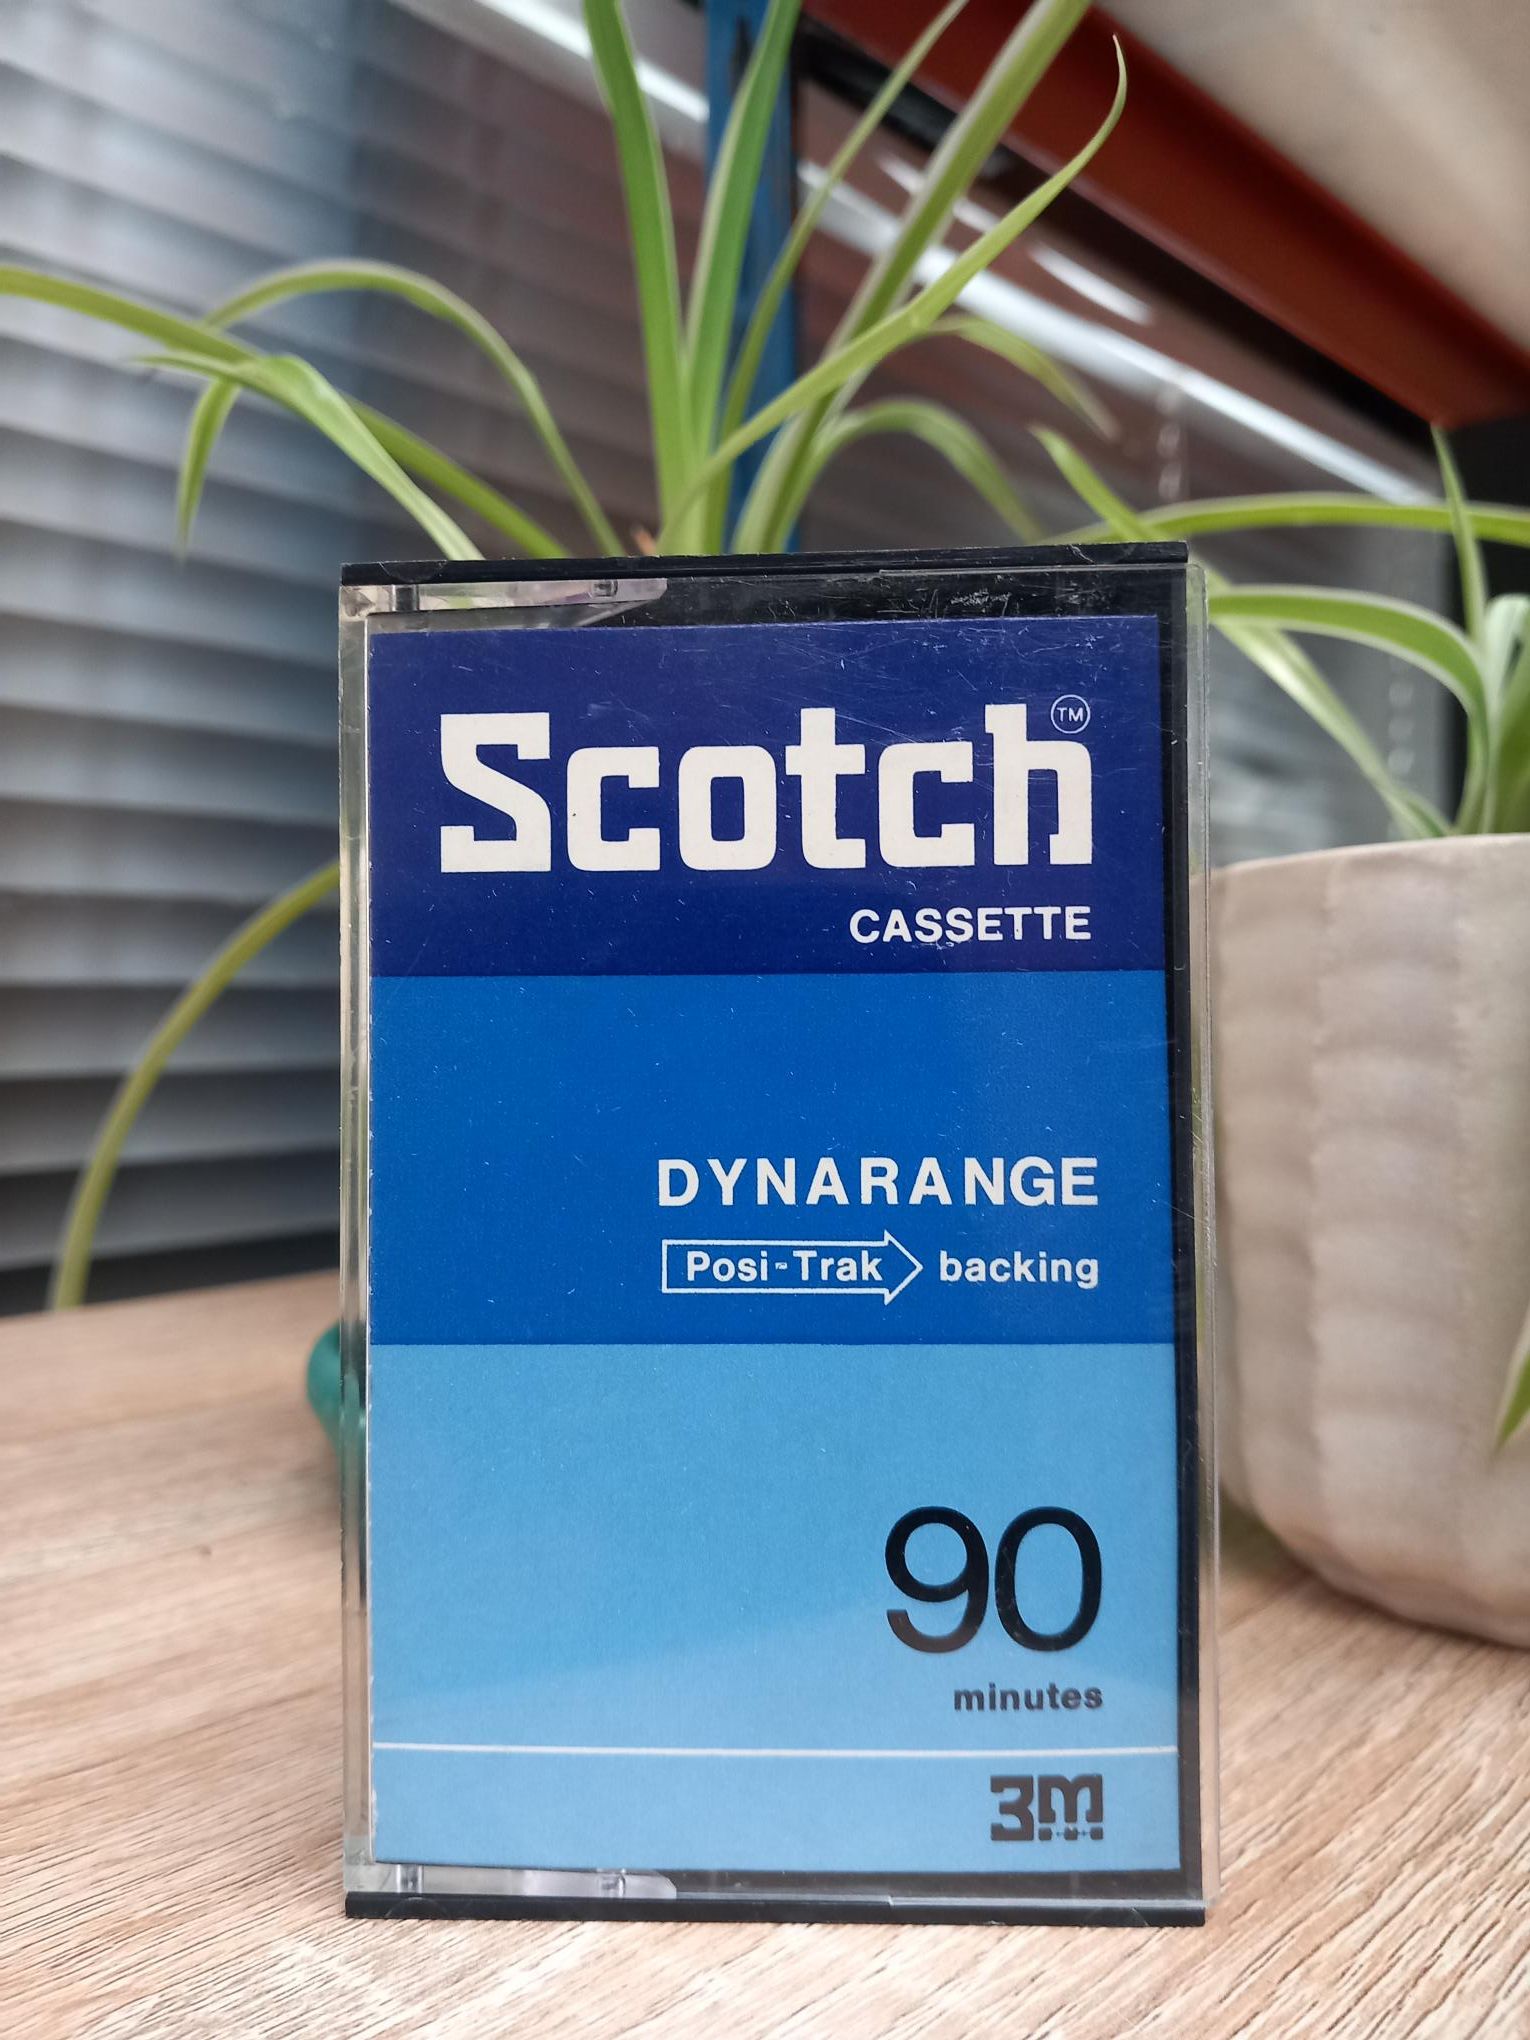 Scotch™
CASSETTE
DYNARANGE
Posi-Trak backing
90
minutes
3M